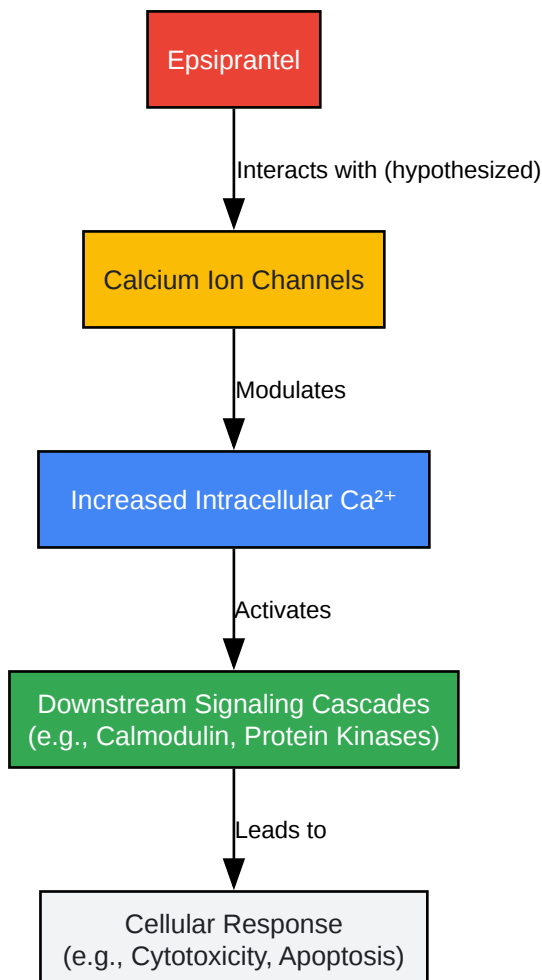 Epsiprantel
Interacts with (hypothesized)
Calcium Ion Channels
Modulates
Increased Intracellular Ca²⁺
Activates
Downstream Signaling Cascades
(e.g., Calmodulin, Protein Kinases)
Leads to
Cellular Response
(e.g., Cytotoxicity, Apoptosis)